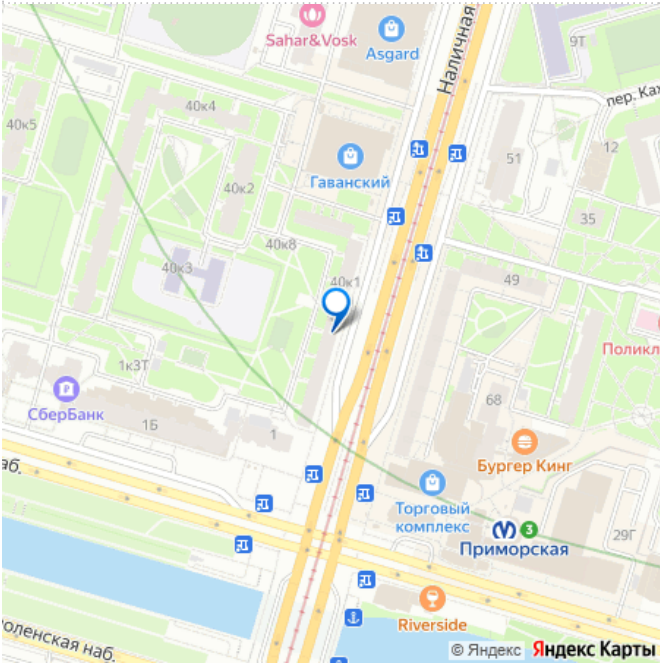 Sahar&Vosk
Asgard
Наличная
9Т
пер. Ках
40к4
40к5
51
12
Гаванский
40к2
35
40к8
40к3
40к1
49
Поликл
1к3Т
68
СберБанк
1Б
1
Бургер Кинг
аб.
Торговый
комплекс
3
29Г
Приморская
оленская наб.
Riverside
© Яндекс Яндекс Карты